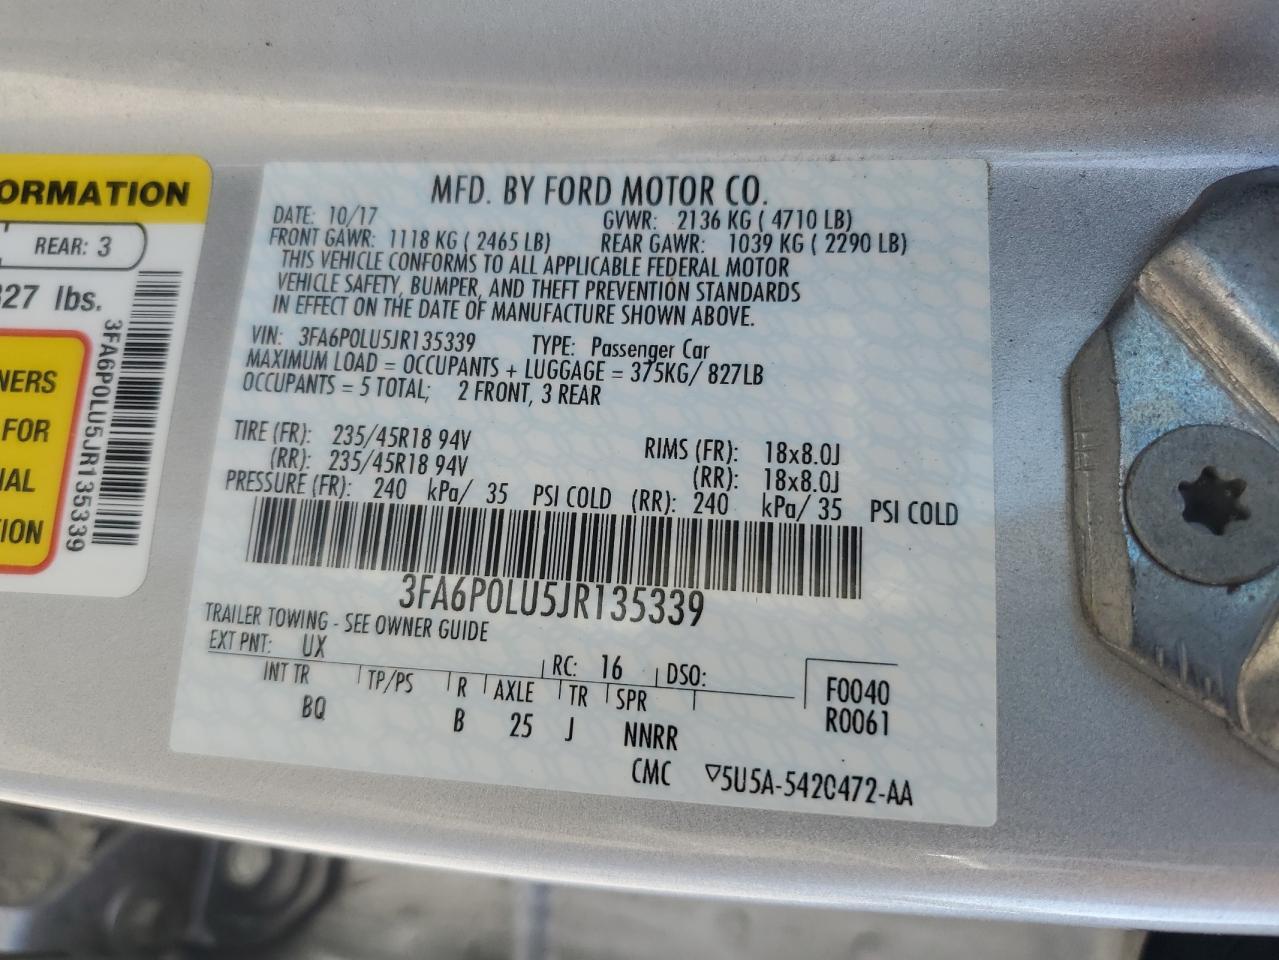 ORMATION
REAR: 3
827 lbs.
NERS
FOR
IAL
ION
3FA6P0LU5JR135339
MFD. BY FORD MOTOR CO.
DATE: 10/17 GVWR: 2136 KG ( 4710 LB)
FRONT GAWR: 1118 KG ( 2465 LB) REAR GAWR: 1039 KG ( 2290 LB)
THIS VEHICLE CONFORMS TO ALL APPLICABLE FEDERAL MOTOR
VEHICLE SAFETY, BUMPER, AND THEFT PREVENTION STANDARDS
IN EFFECT ON THE DATE OF MANUFACTURE SHOWN ABOVE.
VIN: 3FA6P0LU5JR135339 TYPE: Passenger Car
MAXIMUM LOAD = OCCUPANTS + LUGGAGE = 375KG/ 827LB
OCCUPANTS = 5 TOTAL; 2 FRONT, 3 REAR
TIRE (FR): 235/45R18 94V RIMS (FR): 18x8.0J
(RR): 235/45R18 94V (RR): 18x8.0J
PRESSURE (FR): 240 kPa/ 35 PSI COLD (RR): 240 kPa/ 35 PSI COLD
3FA6P0LU5JR135339
TRAILER TOWING - SEE OWNER GUIDE
EXT PNT: UX RC: 16 DSO:
INT TR TP/PS R AXLE TR SPR F0040
BQ B 25 J NNRR R0061
CMC ▽5U5A-5420472-AA